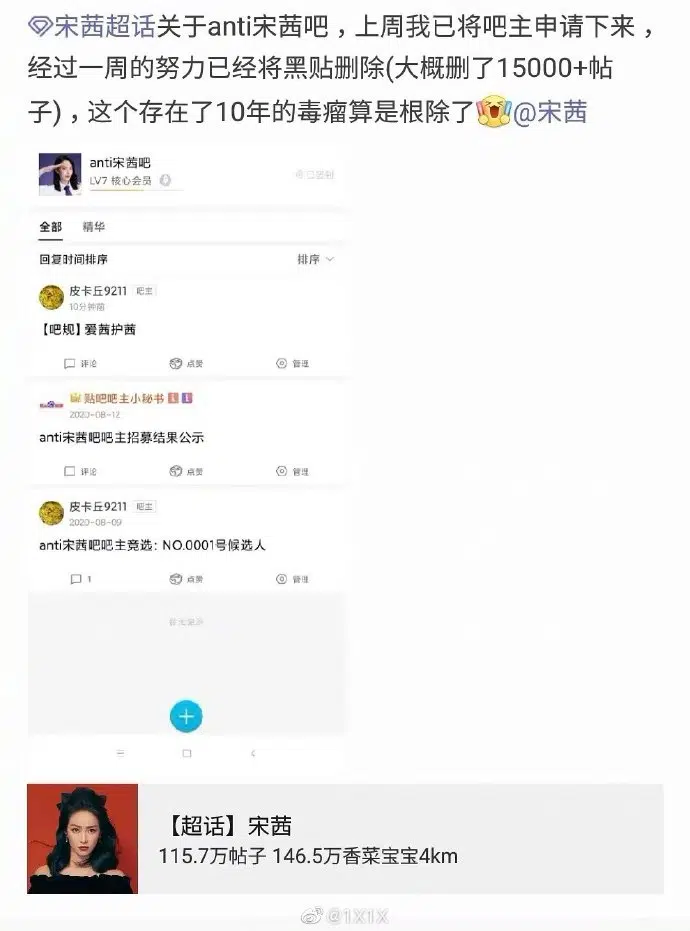 宋茜超话关于anti宋茜吧，上周我已将吧主申请下来，
经过一周的努力已经将黑贴删除(大概删了15000+帖
子)，这个存在了10年的毒瘤算是根除了@宋茜
anti宋茜吧
LV7 核心会员
已签到
全部 精华
回复时间排序 排序
皮卡丘9211 吧主
10分钟前
【吧规】爱茜护茜
评论 点赞 管理
贴吧吧主小秘书
2020-08-12
anti宋茜吧吧主招募结果公示
评论 点赞 管理
皮卡丘9211 吧主
2020-08-09
anti宋茜吧吧主竞选：NO.0001号候选人
1 点赞 管理
【超话】宋茜
115.7万帖子 146.5万香菜宝宝4km
@1X1X